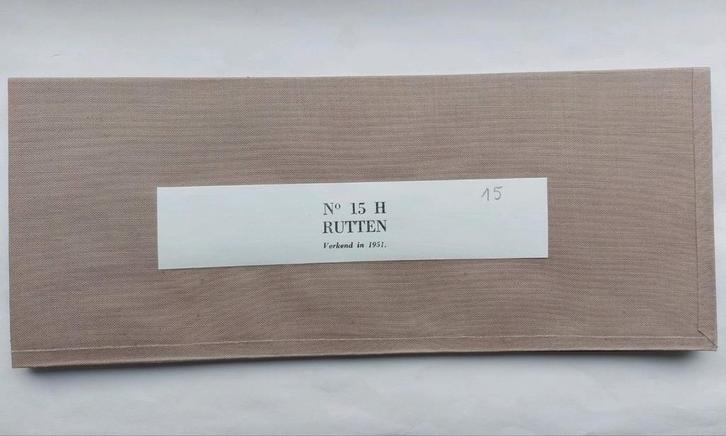 15
Nº 15 H
RUTTEN
Verkend in 1951.